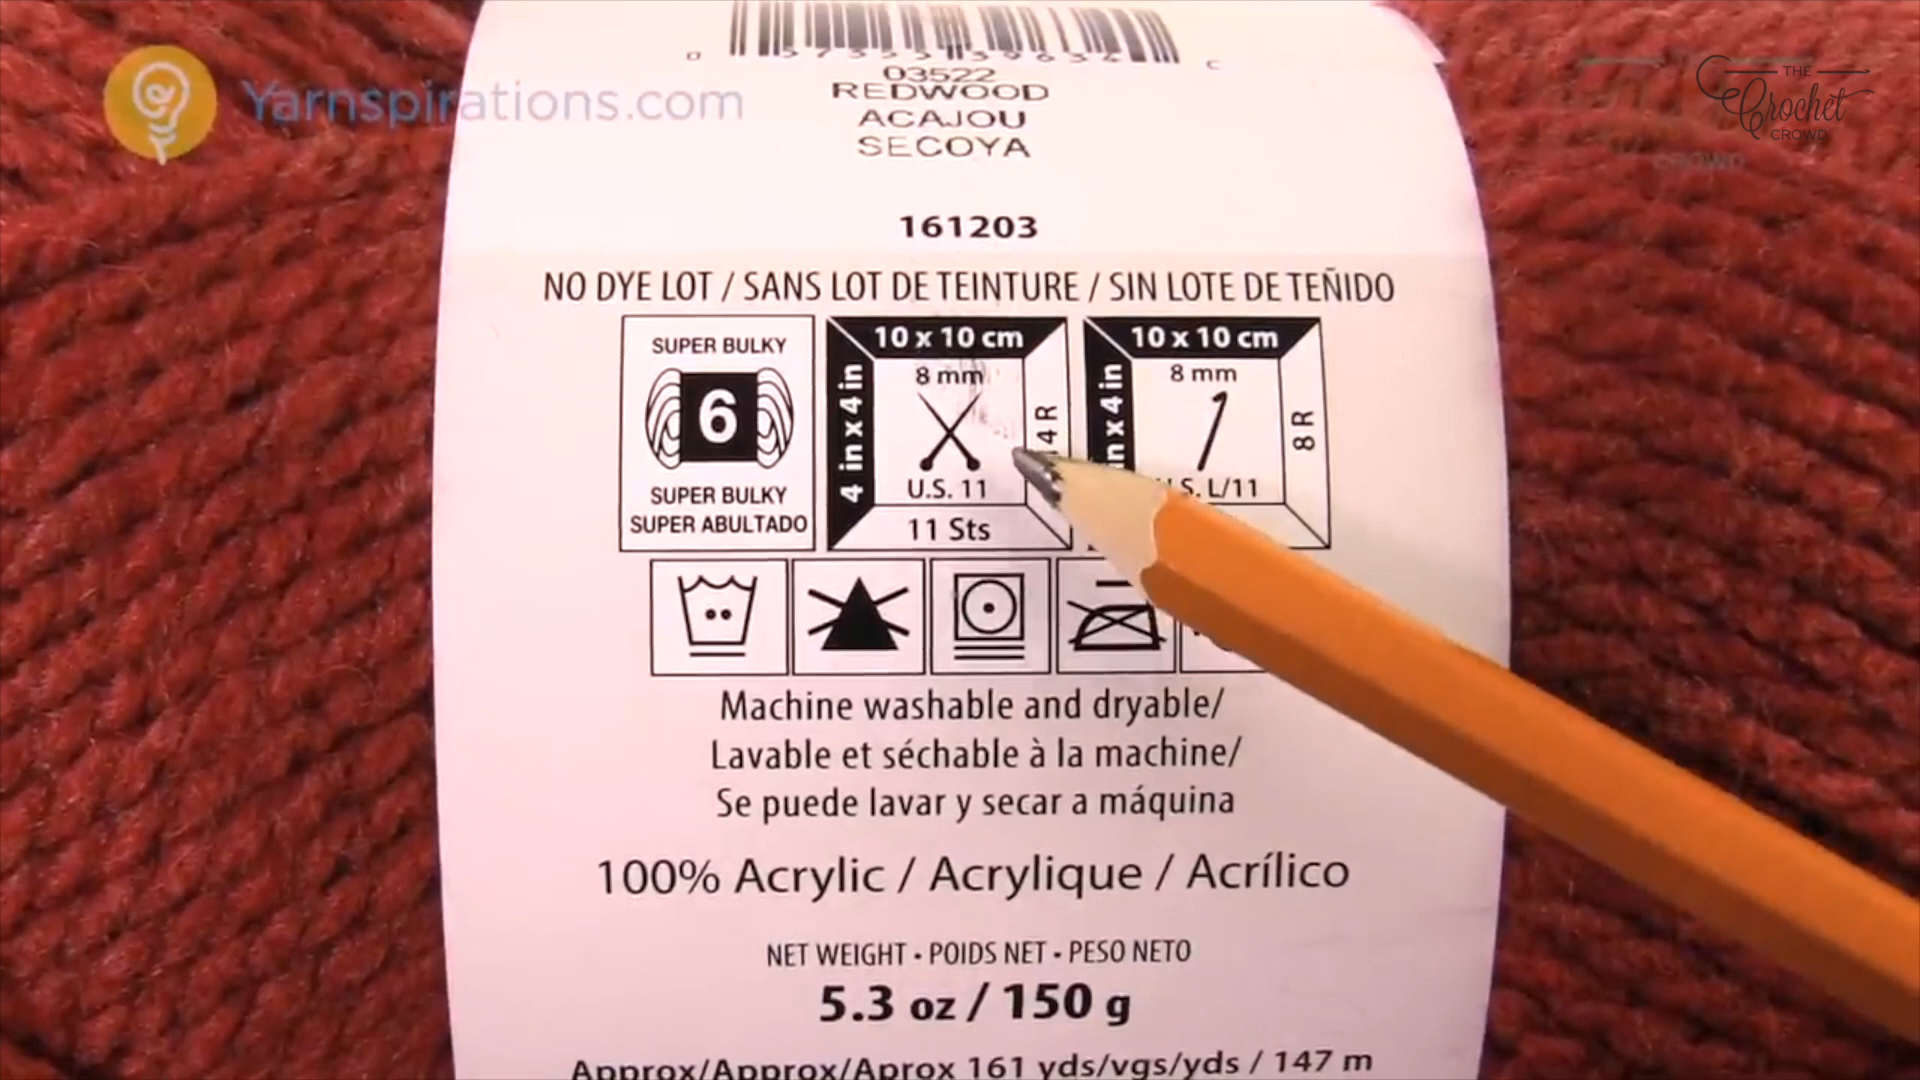 Yarnspirations.com
THE
Crochet
CROWD
03522
REDWOOD
ACAJOU
SECOYA
161203
NO DYE LOT / SANS LOT DE TEINTURE / SIN LOTE DE TEÑIDO
SUPER BULKY
6
SUPER BULKY
SUPER ABULTADO
10 x 10 cm
4 in x 4 in
8 mm
U.S. 11
11 Sts
10 x 10 cm
in x 4 in
8 mm
L/11
8 R
Machine washable and dryable/
Lavable et séchable à la machine/
Se puede lavar y secar a máquina
100% Acrylic / Acrylique / Acrílico
NET WEIGHT • POIDS NET • PESO NETO
5.3 oz / 150 g
Approx/Approx/Aprox 161 yds/vgs/yds / 147 m